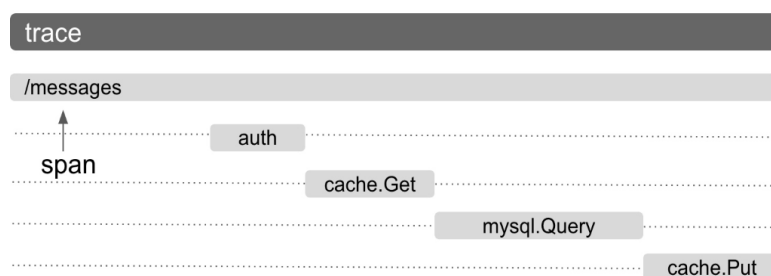 trace
/messages
auth
span
cache.Get
mysql.Query
cache.Put